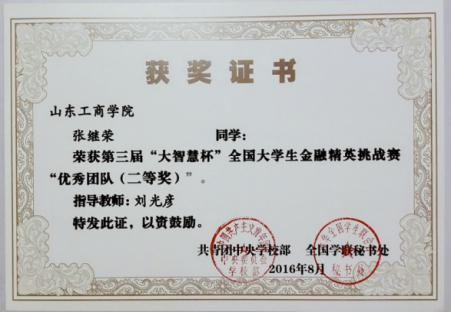 获奖证书
山东工商学院
张继荣 同学：
荣获第三届“大智慧杯”全国大学生金融精英挑战赛
“优秀团队（二等奖）”。
指导教师：刘光彦
特发此证，以资鼓励。
共青团中央学校部 全国学联秘书处
2016年8月